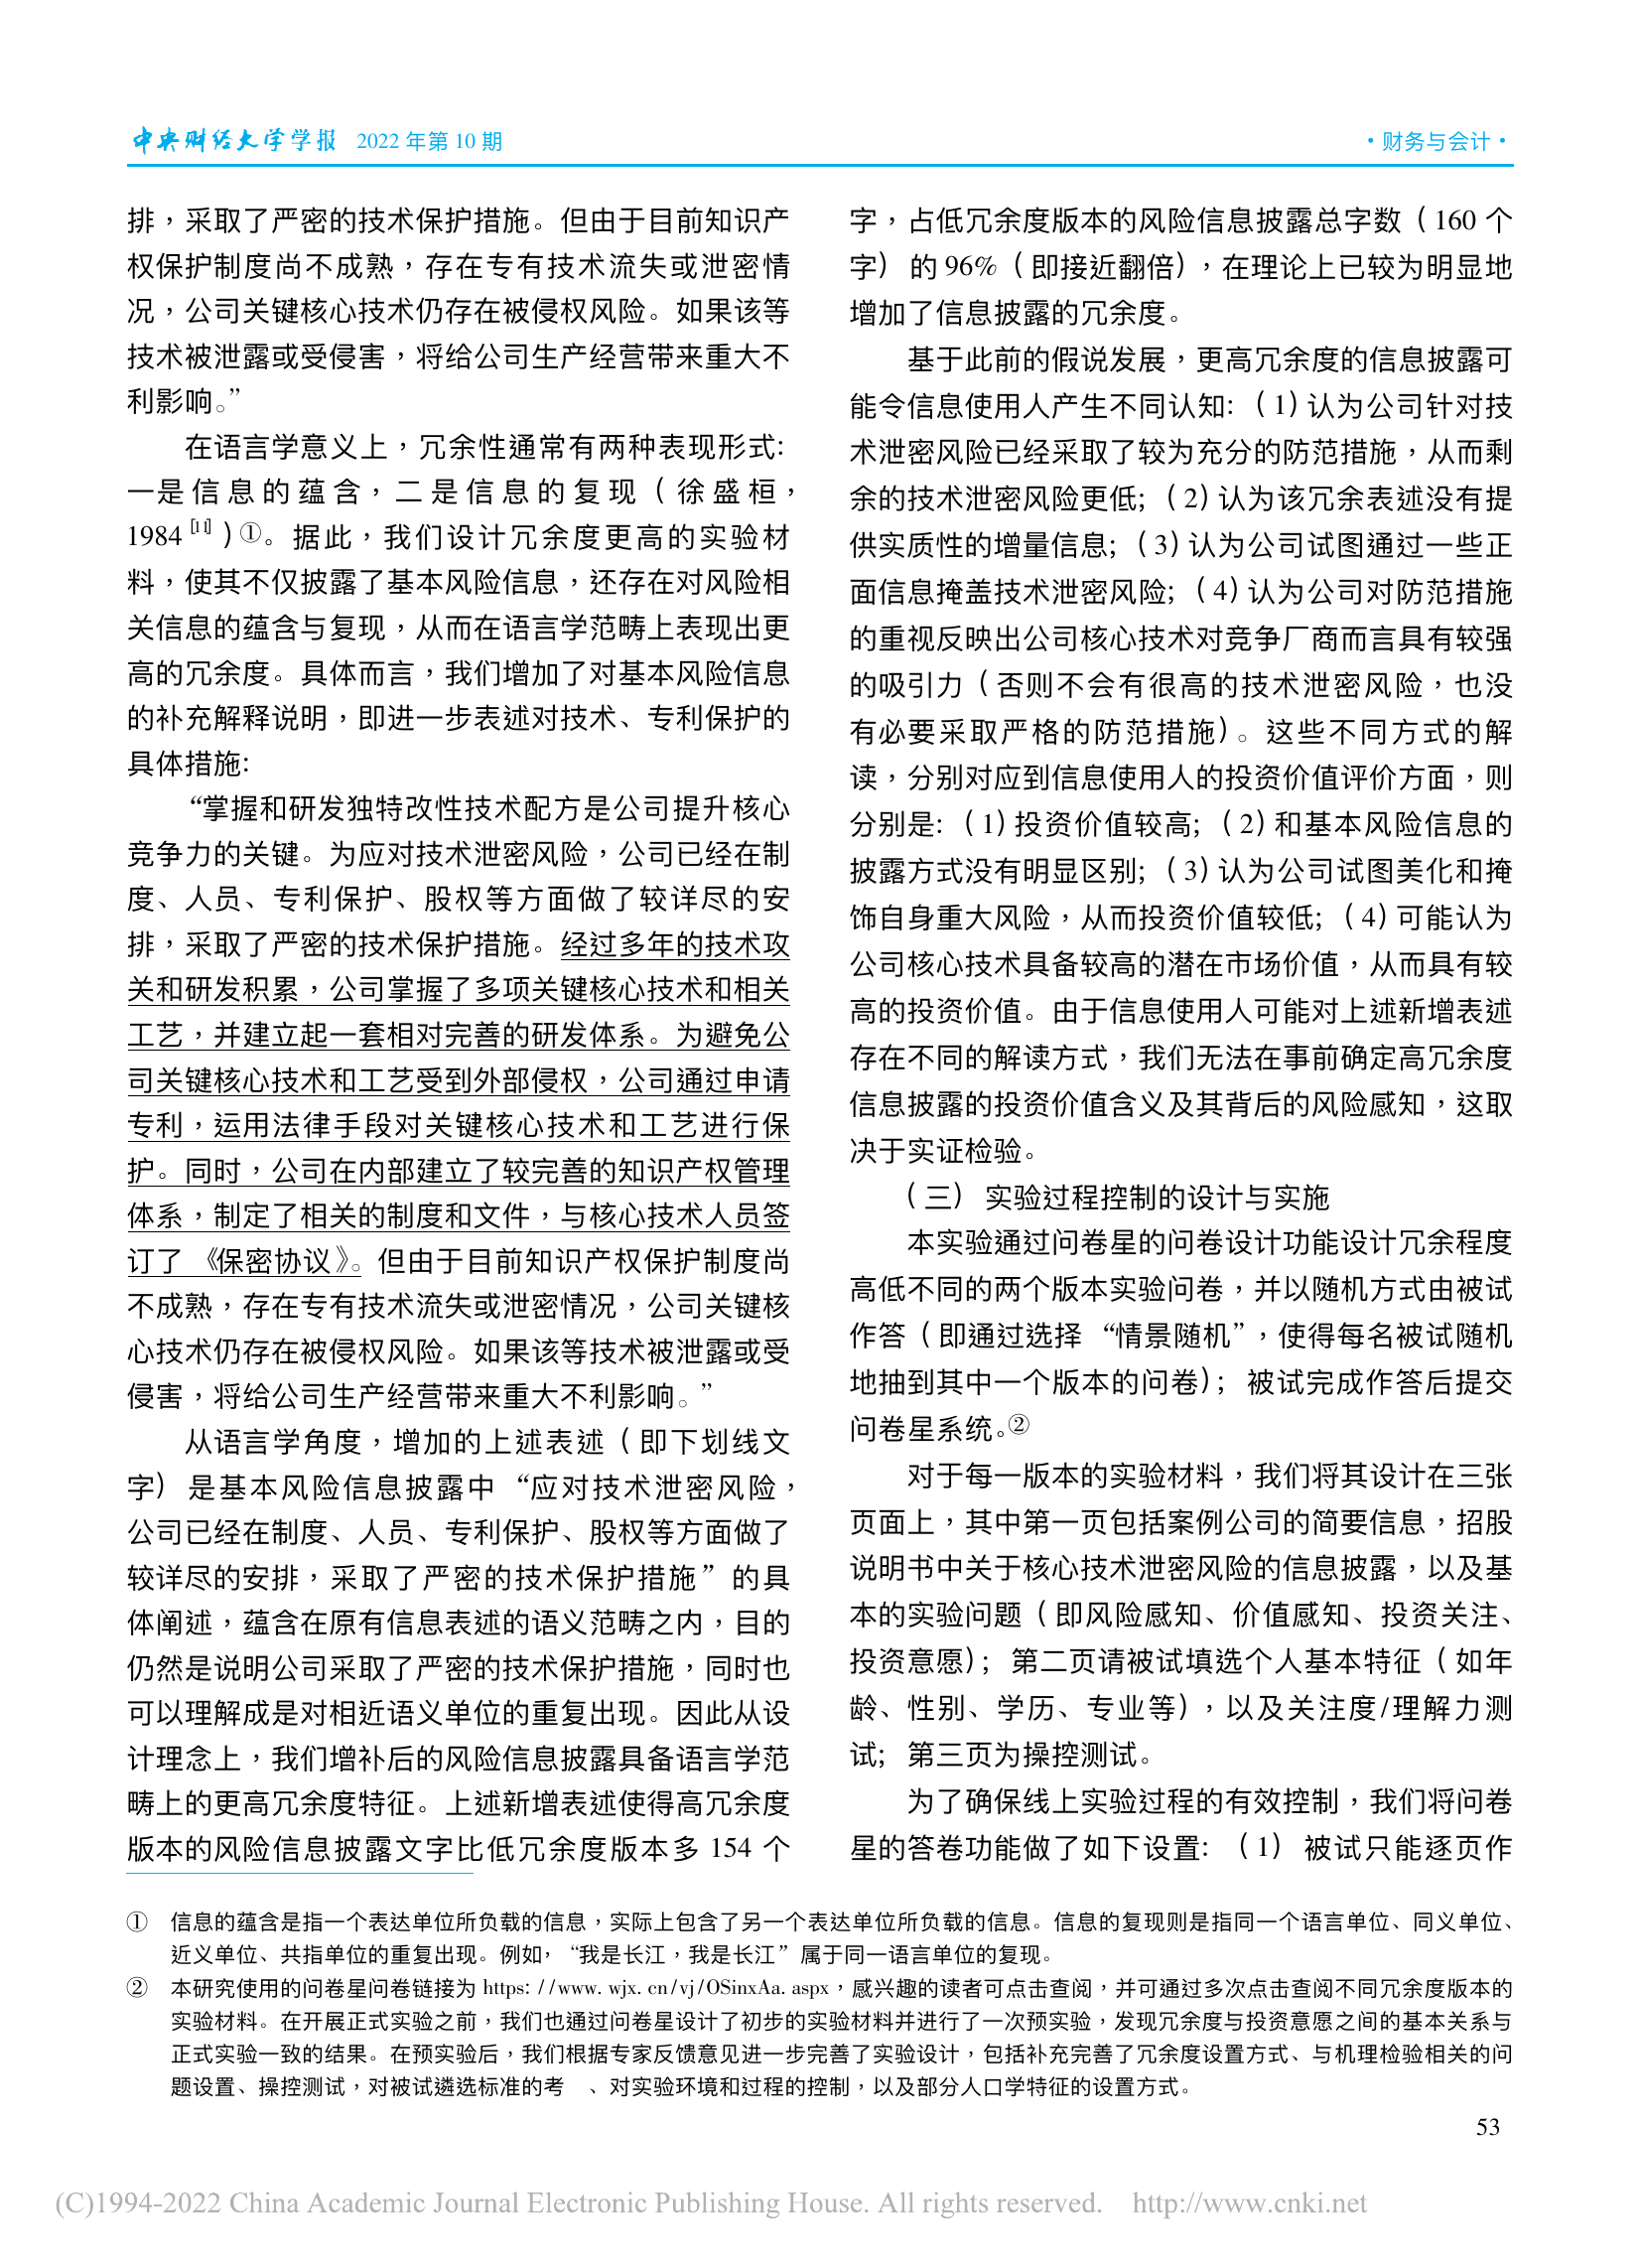 中央财经大学学报 2022 年第 10 期
·财务与会计·
排，采取了严密的技术保护措施。但由于目前知识产
权保护制度尚不成熟，存在专有技术流失或泄密情
况，公司关键核心技术仍存在被侵权风险。如果该等
技术被泄露或受侵害，将给公司生产经营带来重大不
利影响。”
在语言学意义上，冗余性通常有两种表现形式：
一是信息的蕴含，二是信息的复现（徐盛桓，
1984[11]）①。据此，我们设计冗余度更高的实验材
料，使其不仅披露了基本风险信息，还存在对风险相
关信息的蕴含与复现，从而在语言学范畴上表现出更
高的冗余度。具体而言，我们增加了对基本风险信息
的补充解释说明，即进一步表述对技术、专利保护的
具体措施：
“掌握和研发独特改性技术配方是公司提升核心
竞争力的关键。为应对技术泄密风险，公司已经在制
度、人员、专利保护、股权等方面做了较详尽的安
排，采取了严密的技术保护措施。经过多年的技术攻
关和研发积累，公司掌握了多项关键核心技术和相关
工艺，并建立起一套相对完善的研发体系。为避免公
司关键核心技术和工艺受到外部侵权，公司通过申请
专利，运用法律手段对关键核心技术和工艺进行保
护。同时，公司在内部建立了较完善的知识产权管理
体系，制定了相关的制度和文件，与核心技术人员签
订了《保密协议》。但由于目前知识产权保护制度尚
不成熟，存在专有技术流失或泄密情况，公司关键核
心技术仍存在被侵权风险。如果该等技术被泄露或受
侵害，将给公司生产经营带来重大不利影响。”
从语言学角度，增加的上述表述（即下划线文
字）是基本风险信息披露中“应对技术泄密风险，
公司已经在制度、人员、专利保护、股权等方面做了
较详尽的安排，采取了严密的技术保护措施”的具
体阐述，蕴含在原有信息表述的语义范畴之内，目的
仍然是说明公司采取了严密的技术保护措施，同时也
可以理解成是对相近语义单位的重复出现。因此从设
计理念上，我们增补后的风险信息披露具备语言学范
畴上的更高冗余度特征。上述新增表述使得高冗余度
版本的风险信息披露文字比低冗余度版本多 154 个
字，占低冗余度版本的风险信息披露总字数（160 个
字）的 96%（即接近翻倍），在理论上已较为明显地
增加了信息披露的冗余度。
基于此前的假说发展，更高冗余度的信息披露可
能令信息使用人产生不同认知：（1）认为公司针对技
术泄密风险已经采取了较为充分的防范措施，从而剩
余的技术泄密风险更低；（2）认为该冗余表述没有提
供实质性的增量信息；（3）认为公司试图通过一些正
面信息掩盖技术泄密风险；（4）认为公司对防范措施
的重视反映出公司核心技术对竞争厂商而言具有较强
的吸引力（否则不会有很高的技术泄密风险，也没
有必要采取严格的防范措施）。这些不同方式的解
读，分别对应到信息使用人的投资价值评价方面，则
分别是：（1）投资价值较高；（2）和基本风险信息的
披露方式没有明显区别；（3）认为公司试图美化和掩
饰自身重大风险，从而投资价值较低；（4）可能认为
公司核心技术具备较高的潜在市场价值，从而具有较
高的投资价值。由于信息使用人可能对上述新增表述
存在不同的解读方式，我们无法在事前确定高冗余度
信息披露的投资价值含义及其背后的风险感知，这取
决于实证检验。
（三）实验过程控制的设计与实施
本实验通过问卷星的问卷设计功能设计冗余程度
高低不同的两个版本实验问卷，并以随机方式由被试
作答（即通过选择“情景随机”，使得每名被试随机
地抽到其中一个版本的问卷）；被试完成作答后提交
问卷星系统。②
对于每一版本的实验材料，我们将其设计在三张
页面上，其中第一页包括案例公司的简要信息，招股
说明书中关于核心技术泄密风险的信息披露，以及基
本的实验问题（即风险感知、价值感知、投资关注、
投资意愿）；第二页请被试填选个人基本特征（如年
龄、性别、学历、专业等），以及关注度/理解力测
试；第三页为操控测试。
为了确保线上实验过程的有效控制，我们将问卷
星的答卷功能做了如下设置：（1）被试只能逐页作
① 信息的蕴含是指一个表达单位所负载的信息，实际上包含了另一个表达单位所负载的信息。信息的复现则是指同一个语言单位、同义单位、
近义单位、共指单位的重复出现。例如，“我是长江，我是长江”属于同一语言单位的复现。
② 本研究使用的问卷星问卷链接为 https: //www. wjx. cn/vj/OSinxAa. aspx，感兴趣的读者可点击查阅，并可通过多次点击查阅不同冗余度版本的
实验材料。在开展正式实验之前，我们也通过问卷星设计了初步的实验材料并进行了一次预实验，发现冗余度与投资意愿之间的基本关系与
正式实验一致的结果。在预实验后，我们根据专家反馈意见进一步完善了实验设计，包括补充完善了冗余度设置方式、与机理检验相关的问
题设置、操控测试，对被试遴选标准的考 、对实验环境和过程的控制，以及部分人口学特征的设置方式。
53
(C)1994-2022 China Academic Journal Electronic Publishing House. All rights reserved. http://www.cnki.net